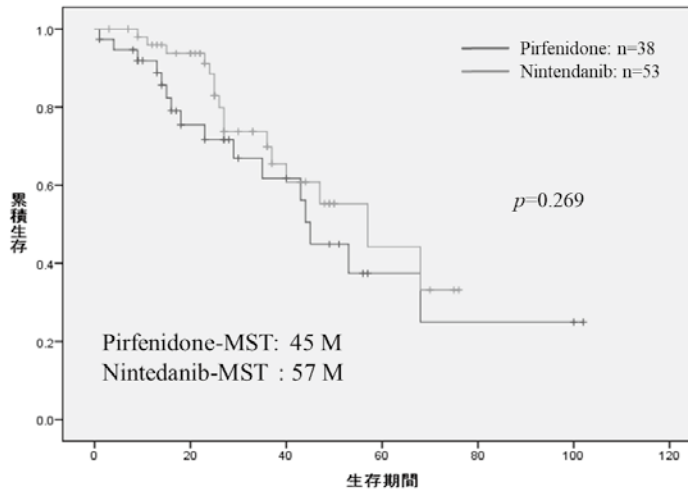 1.0
0.8
0.6
0.4
0.2
0.0
累積生存
Pirfenidone: n=38
Nintendanib: n=53
p=0.269
Pirfenidone-MST: 45 M
Nintedanib-MST : 57 M
0 20 40 60 80 100 120
生存期間